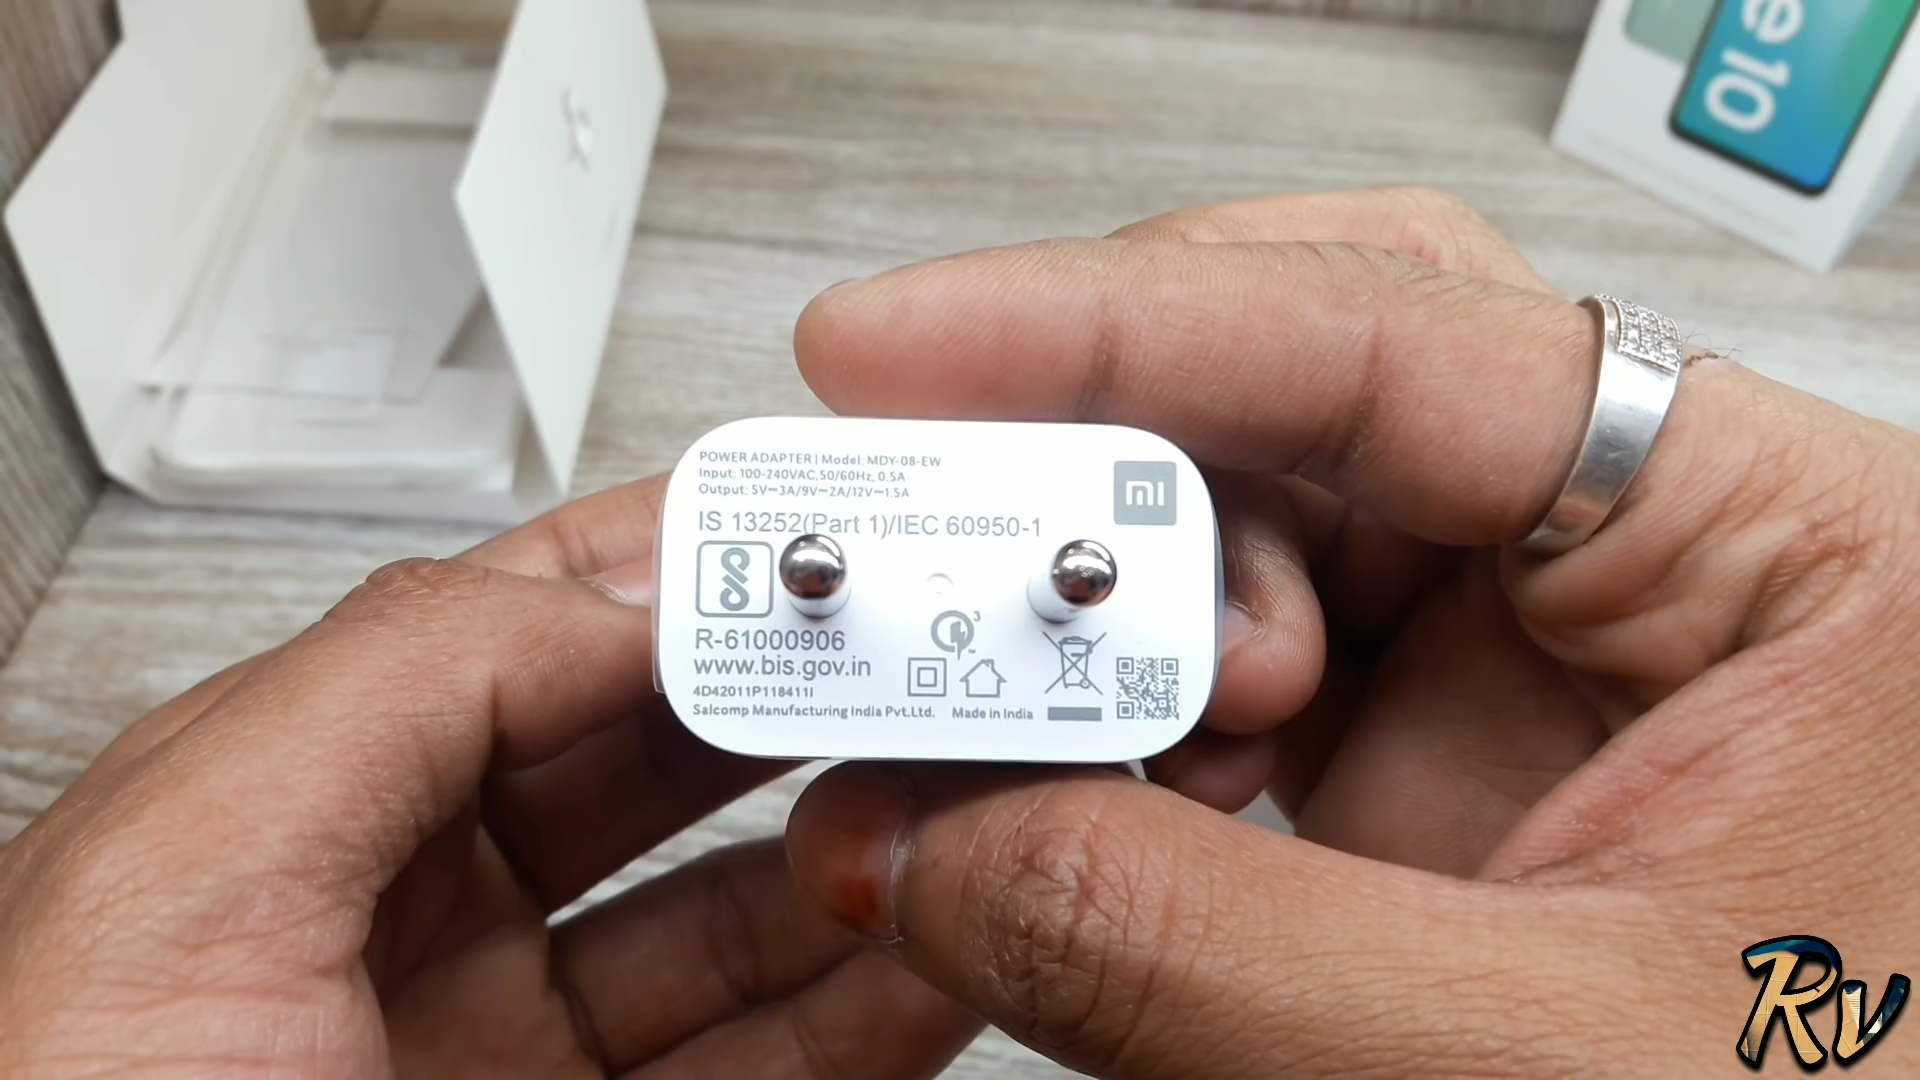 e 10
POWER ADAPTER | Model: MDY-08-EW
Input: 100-240VAC,50/60Hz, 0.5A
Output: 5V⎓3A/9V⎓2A/12V⎓1.5A
mi
IS 13252(Part 1)/IEC 60950-1
3
R-61000906
www.bis.gov.in
4D42011P118411I
Salcomp Manufacturing India Pvt.Ltd. Made in India
Rv